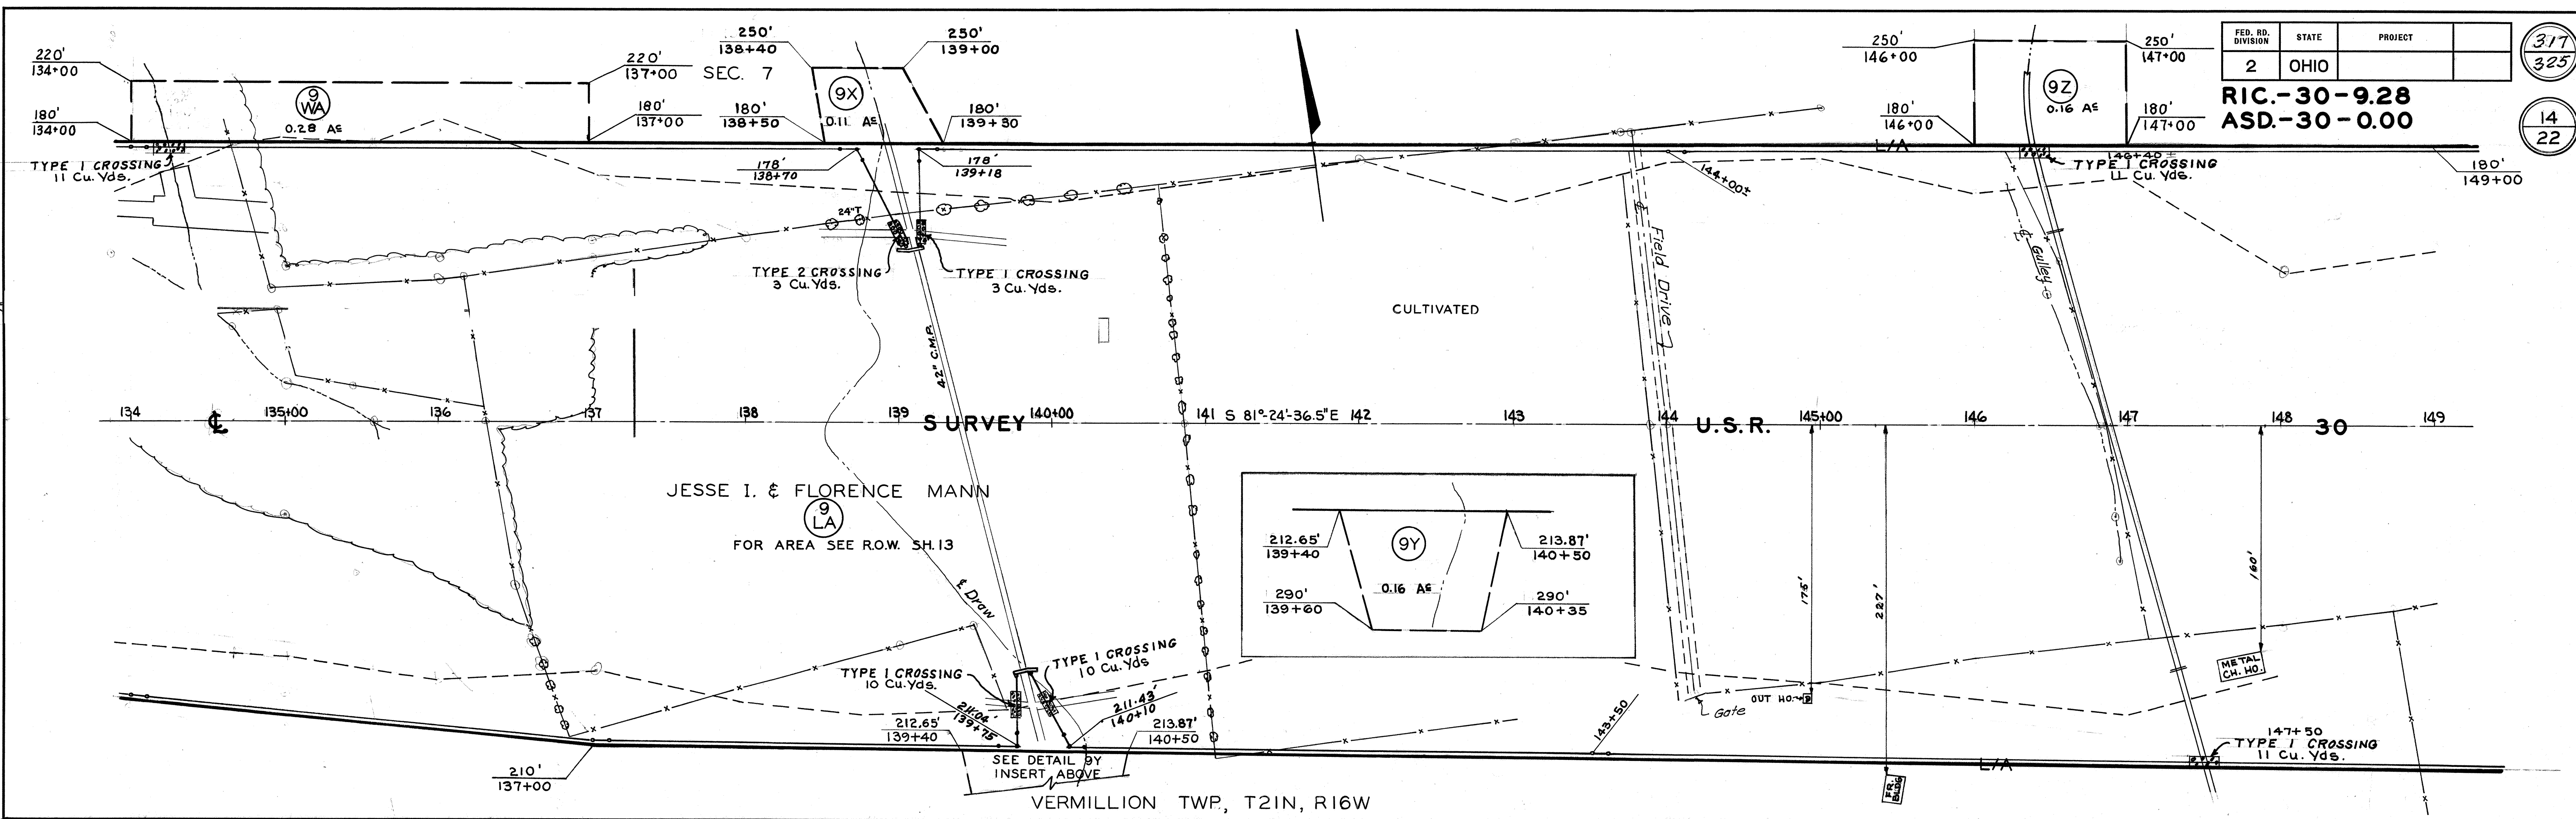 FED. RD. DIVISION
STATE
PROJECT
2
OHIO
317
325
RIC.-30-9.28
ASD.-30-0.00
14
22
220'
134+00
180'
134+00
9
WA
0.28 Ac
220'
137+00
180'
137+00
SEC. 7
250'
138+40
180'
138+50
9X
0.11 Ac
250'
139+00
180'
139+30
250'
146+00
180'
146+00
9Z
0.16 Ac
250'
147+00
180'
147+00
L/A
TYPE 1 CROSSING
11 Cu. Yds.
178'
138+70
178'
139+18
144+00±
146+40 ±
TYPE 1 CROSSING
11 Cu. Yds.
180'
149+00
24"T
TYPE 2 CROSSING
3 Cu. Yds.
TYPE 1 CROSSING
3 Cu. Yds.
42" C.M.P.
CULTIVATED
Field Drive
℄ Gulley
134
℄
135+00
136
137
138
139
SURVEY
140+00
141
S 81°-24'-36.5"E
142
143
144
U.S.R.
145+00
146
147
148
30
149
JESSE I. & FLORENCE MANN
9
LA
FOR AREA SEE R.O.W. SH.13
℄ Draw
212.65'
139+40
9Y
213.87'
140+50
0.16 Ac
290'
139+60
290'
140+35
175'
227'
160'
METAL
CH. HO.
OUT HO.
Gate
TYPE 1 CROSSING
10 Cu. Yds.
TYPE 1 CROSSING
10 Cu. Yds
211.04'
139+75
211.43'
140+10
212.65'
139+40
213.87'
140+50
SEE DETAIL 9Y
INSERT ABOVE
143+50
210'
137+00
147+50
TYPE 1 CROSSING
11 Cu. Yds.
L/A
FR.
BLDG
VERMILLION TWP., T21N, R16W